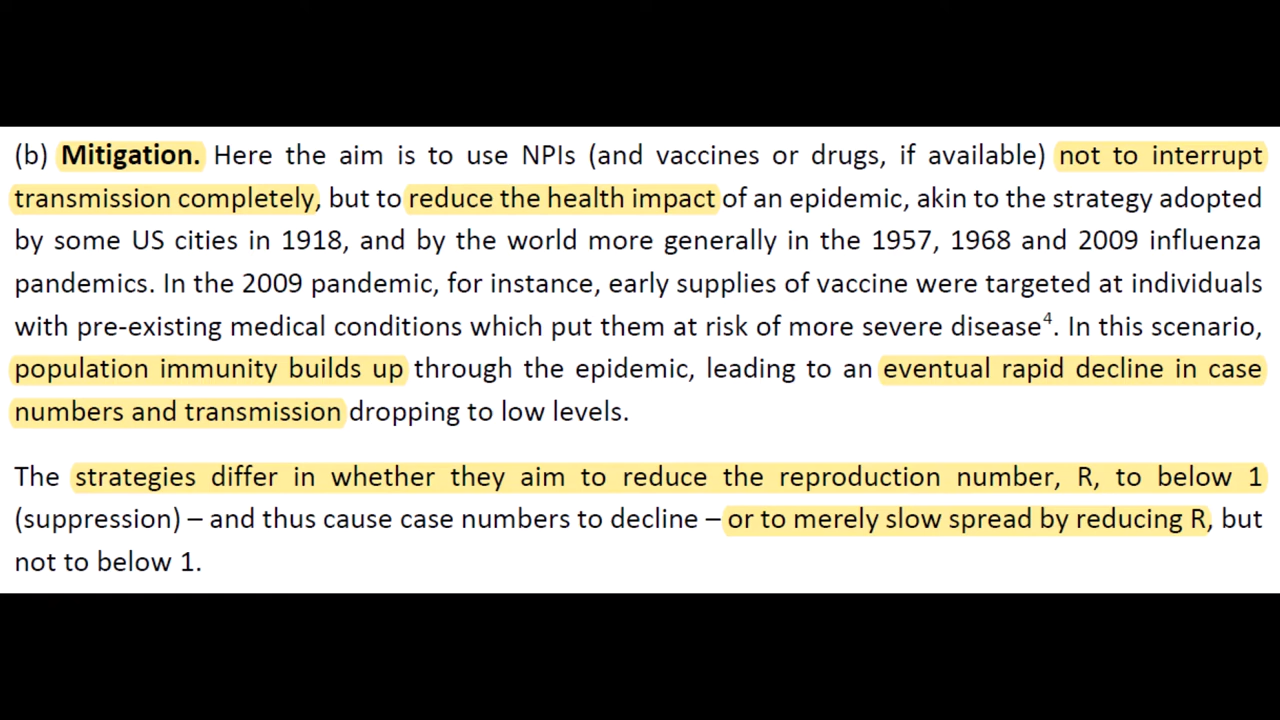 (b) Mitigation. Here the aim is to use NPIs (and vaccines or drugs, if available) not to interrupt
transmission completely, but to reduce the health impact of an epidemic, akin to the strategy adopted
by some US cities in 1918, and by the world more generally in the 1957, 1968 and 2009 influenza
pandemics. In the 2009 pandemic, for instance, early supplies of vaccine were targeted at individuals
with pre-existing medical conditions which put them at risk of more severe disease⁴. In this scenario,
population immunity builds up through the epidemic, leading to an eventual rapid decline in case
numbers and transmission dropping to low levels.
The strategies differ in whether they aim to reduce the reproduction number, R, to below 1
(suppression) – and thus cause case numbers to decline – or to merely slow spread by reducing R, but
not to below 1.